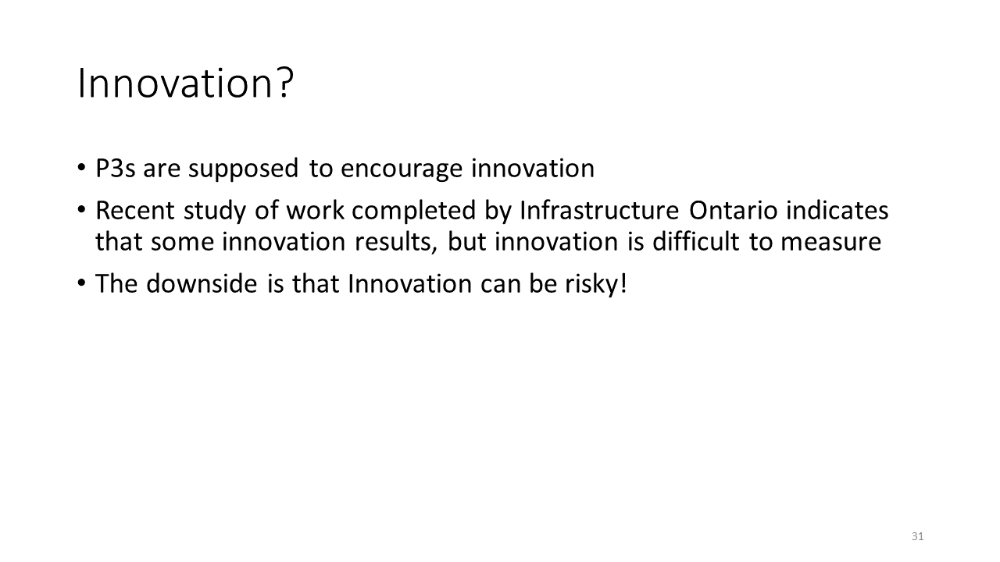 Innovation?
• P3s are supposed to encourage innovation
• Recent study of work completed by Infrastructure Ontario indicates
that some innovation results, but innovation is difficult to measure
• The downside is that Innovation can be risky!
31